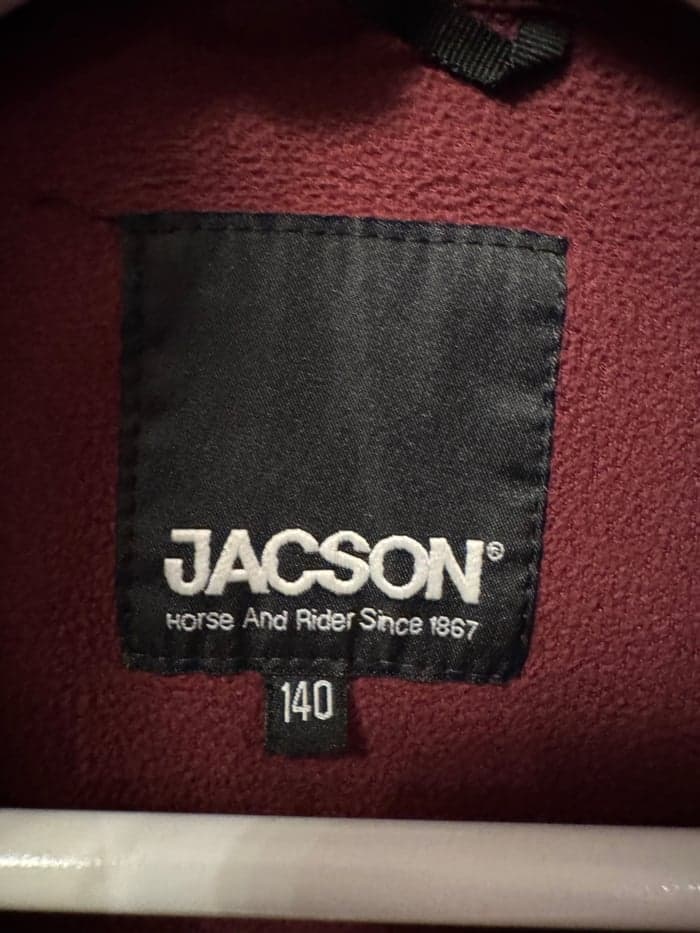 JACSON®
Horse And Rider Since 1867
140